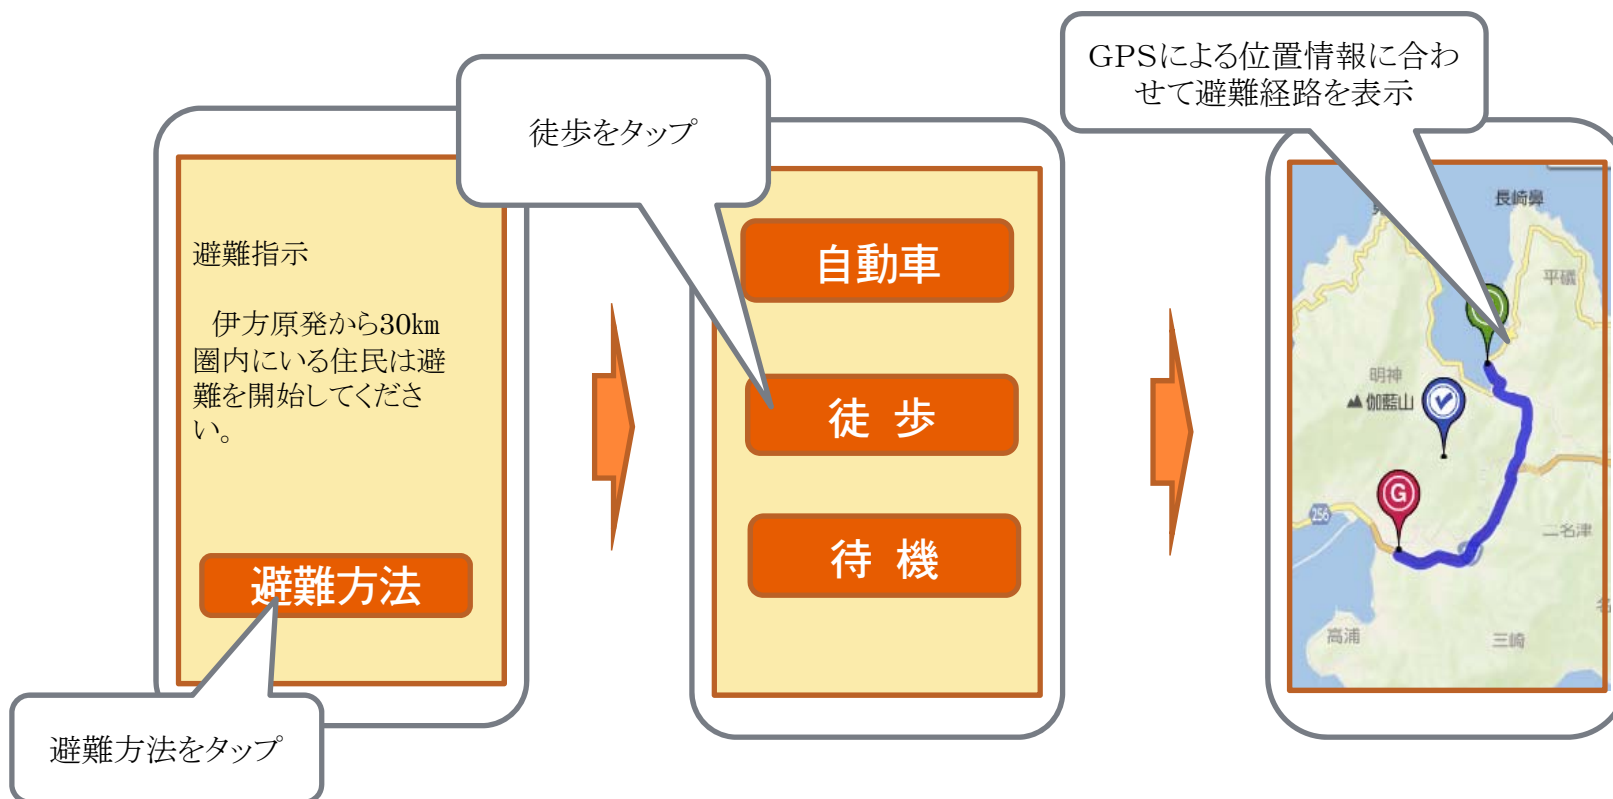 避難指示
伊方原発から30㎞
圏内にいる住民は避
難を開始してくださ
い。
避難方法
避難方法をタップ
徒歩をタップ
自動車
徒 歩
待 機
GPSによる位置情報に合わ
せて避難経路を表示
長崎鼻
平礒
明神
伽藍山
G
256
二名津
高浦
三崎